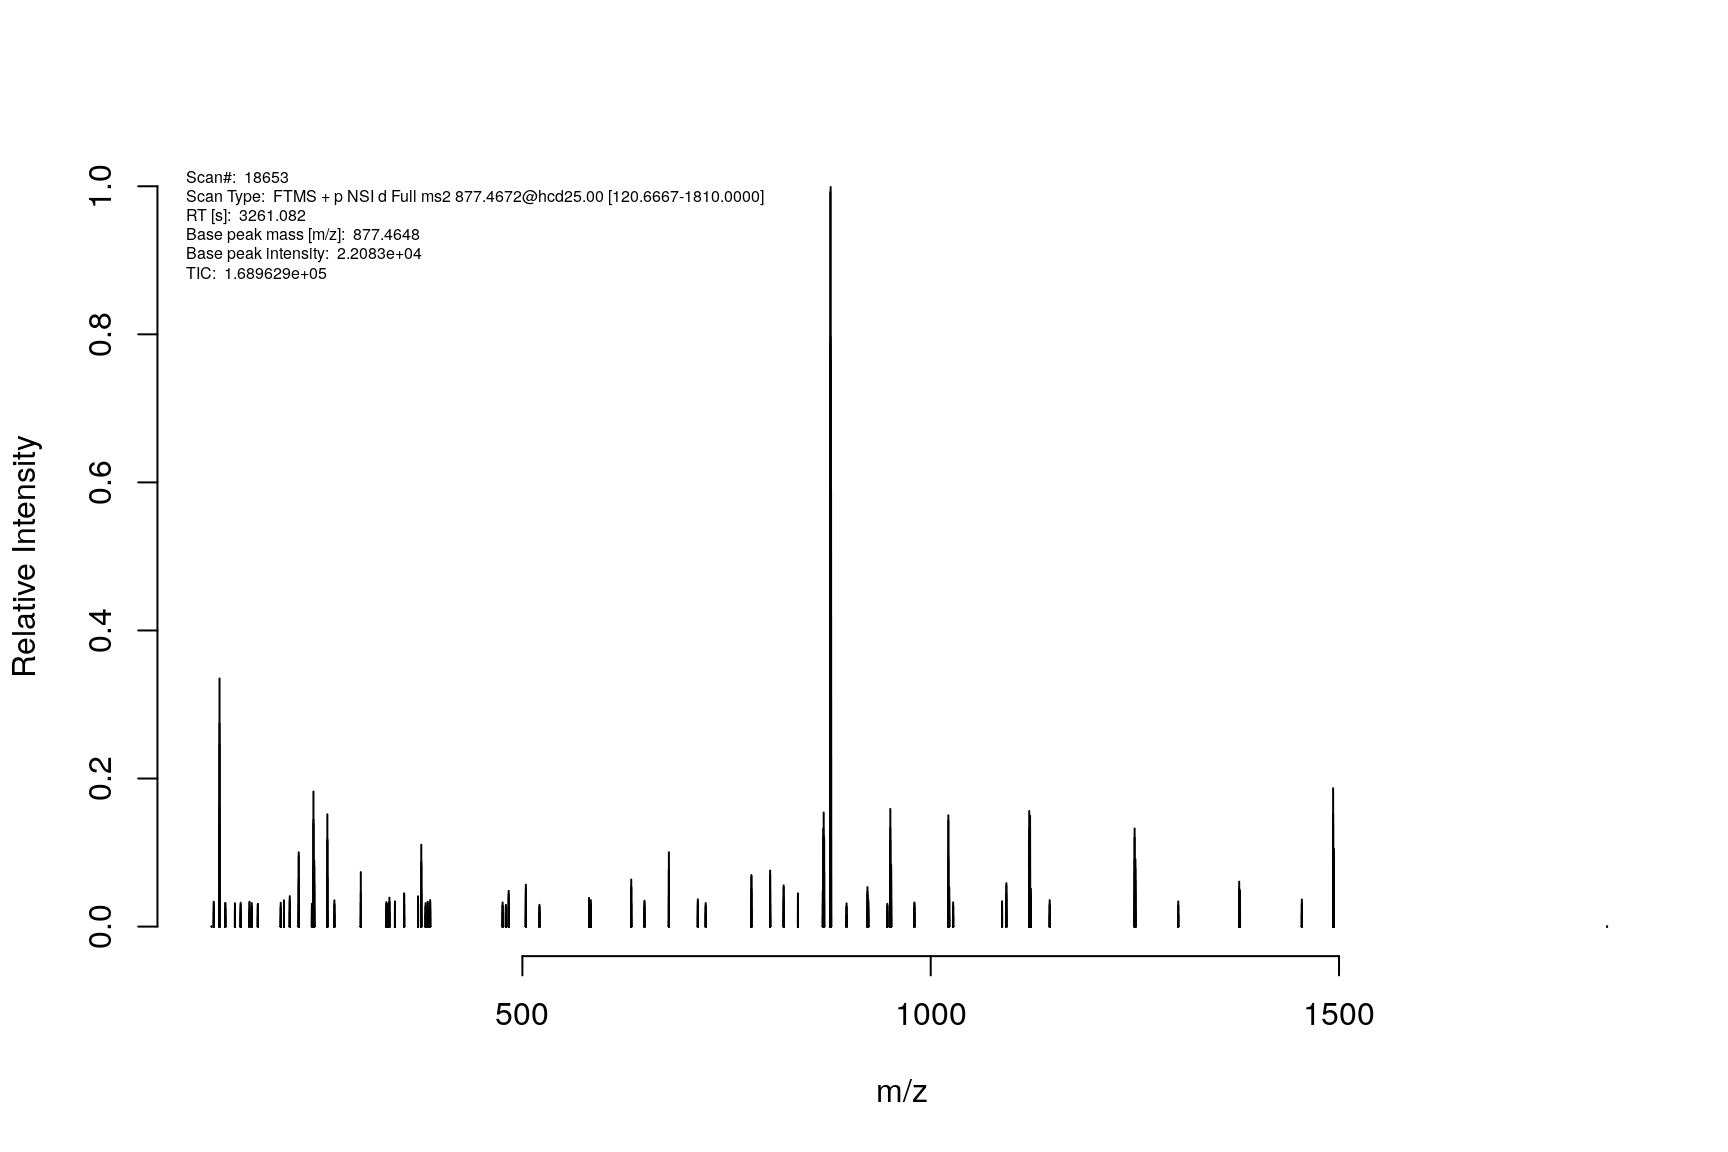 Scan#: 18653
Scan Type: FTMS + p NSI d Full ms2 877.4672@hcd25.00 [120.6667-1810.0000]
RT [s]: 3261.082
Base peak mass [m/z]: 877.4648
Base peak intensity: 2.2083e+04
TIC: 1.689629e+05
1.0
0.8
0.6
0.4
0.2
0.0
Relative Intensity
500 1000 1500
m/z